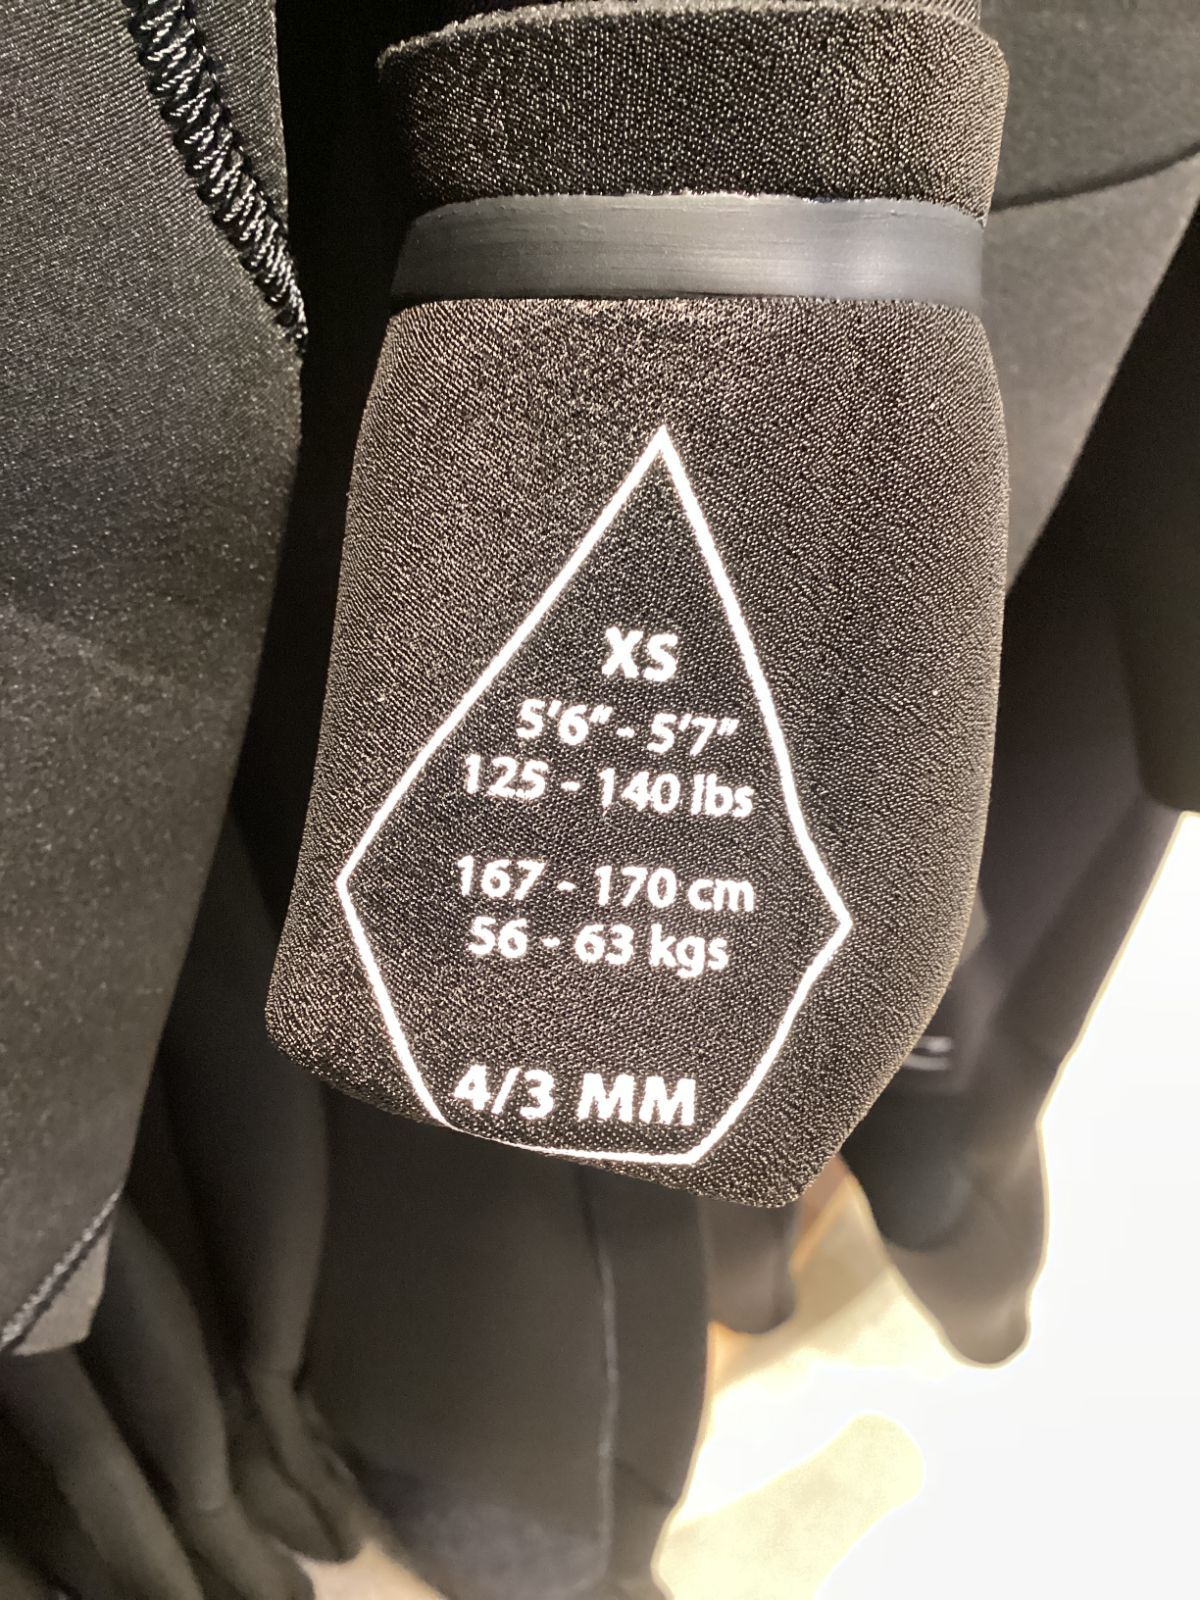 XS
5'6" - 5'7"
125 - 140 lbs
167 - 170 cm
56 - 63 kgs
4/3 MM